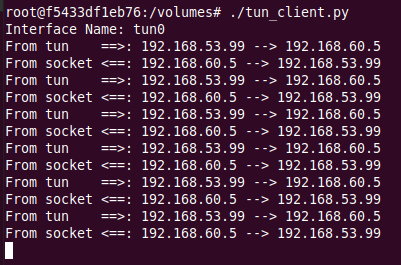 root@f5433df1eb76:/volumes# ./tun_client.py
Interface Name: tun0
From tun    ==>: 192.168.53.99 --> 192.168.60.5
From socket <==: 192.168.60.5 --> 192.168.53.99
From tun    ==>: 192.168.53.99 --> 192.168.60.5
From socket <==: 192.168.60.5 --> 192.168.53.99
From tun    ==>: 192.168.53.99 --> 192.168.60.5
From socket <==: 192.168.60.5 --> 192.168.53.99
From tun    ==>: 192.168.53.99 --> 192.168.60.5
From socket <==: 192.168.60.5 --> 192.168.53.99
From tun    ==>: 192.168.53.99 --> 192.168.60.5
From socket <==: 192.168.60.5 --> 192.168.53.99
From tun    ==>: 192.168.53.99 --> 192.168.60.5
From socket <==: 192.168.60.5 --> 192.168.53.99